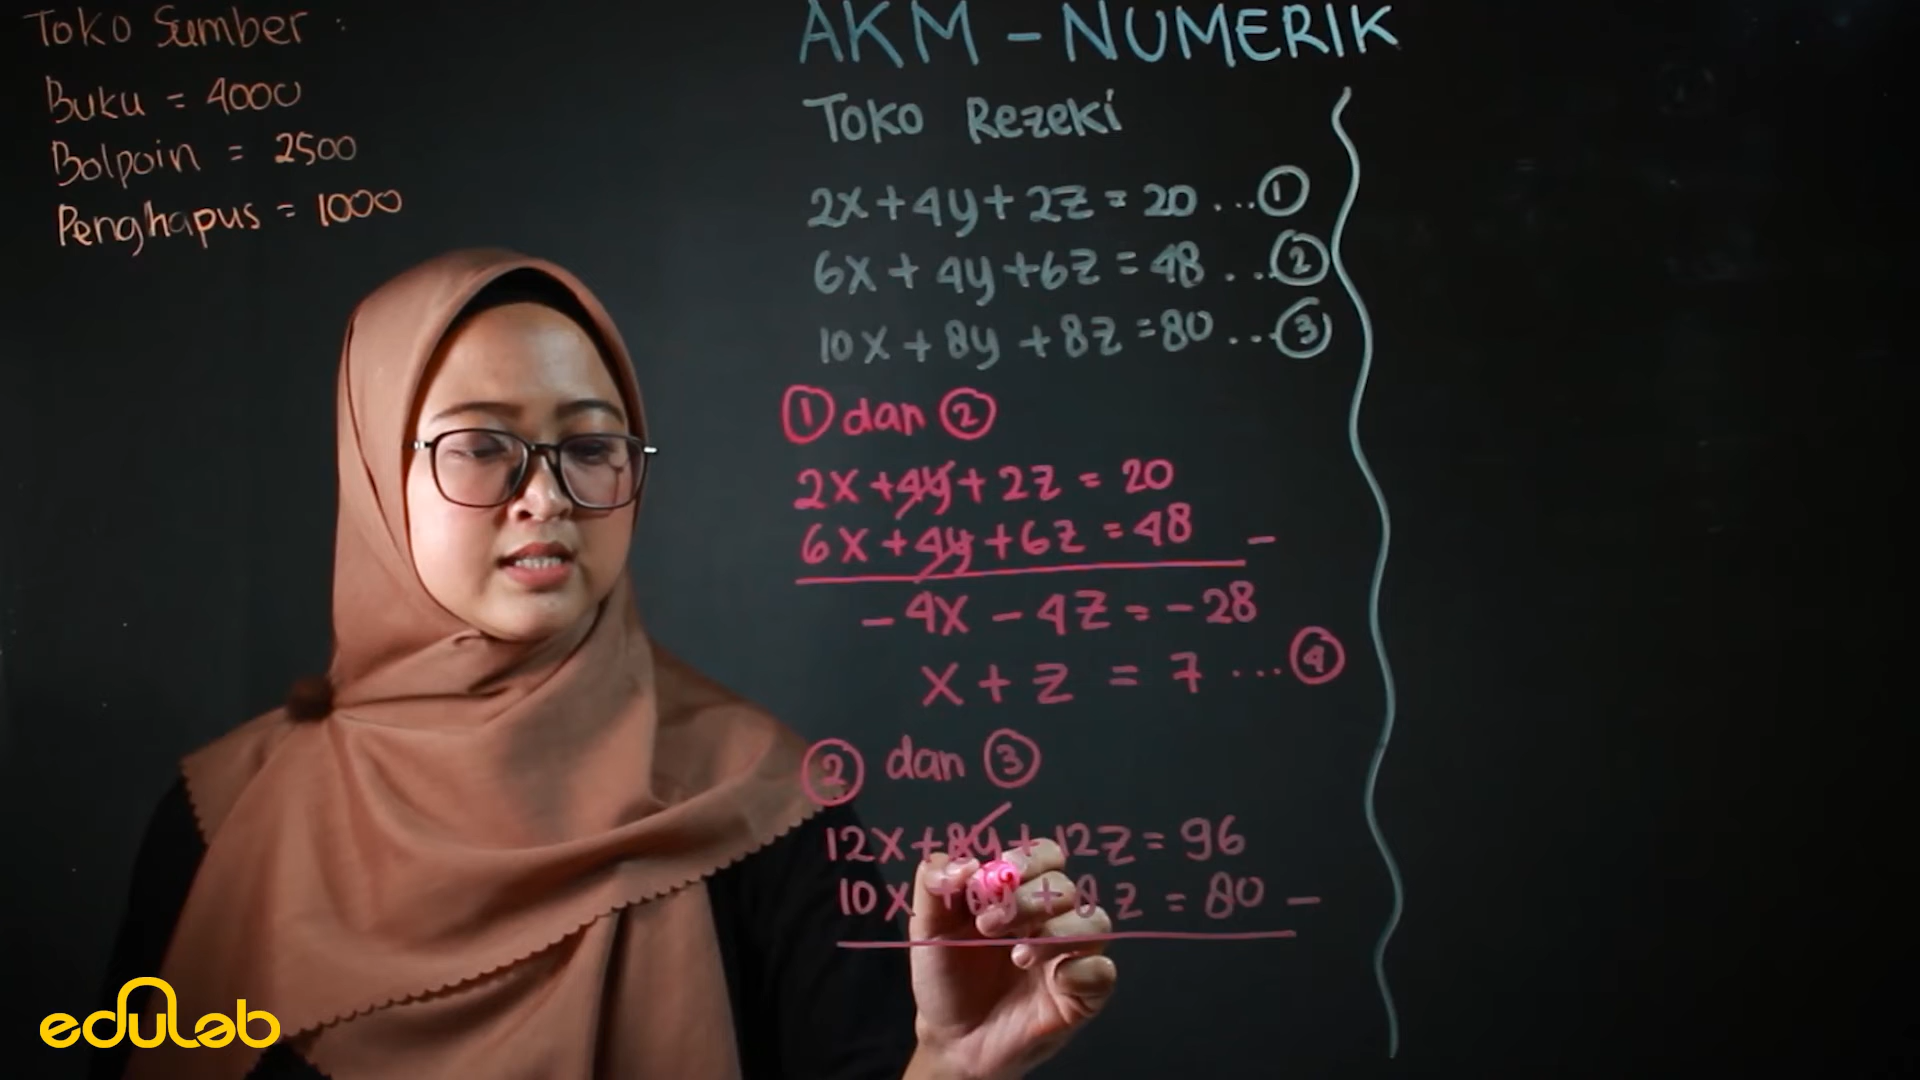 Toko Sumber :
Buku = 4000
Bolpoin = 2500
Penghapus = 1000
AKM - NUMERIK
Toko Rezeki
2x + 4y + 2z = 20 ... ①
6x + 4y + 6z = 48 ... ②
10x + 8y + 8z = 80 ... ③
① dan ②
2x + 4y + 2z = 20
6x + 4y + 6z = 48 –
- 4x - 4z = - 28
x + z = 7 .... ④
② dan ③
12x + 8y + 12z = 96
10x + 8y + 8z = 80 –
edulab